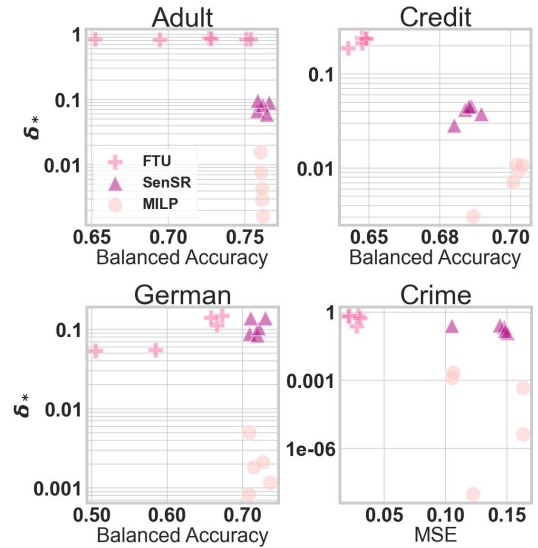 Adult
δ*
1
0.1
0.01
FTU
SenSR
MILP
0.65 0.70 0.75
Balanced Accuracy
Credit
0.1
0.01
0.65 0.68 0.70
Balanced Accuracy
German
δ*
0.1
0.01
0.001
0.50 0.60 0.70
Balanced Accuracy
Crime
1
0.001
1e-06
0.05 0.10 0.15
MSE